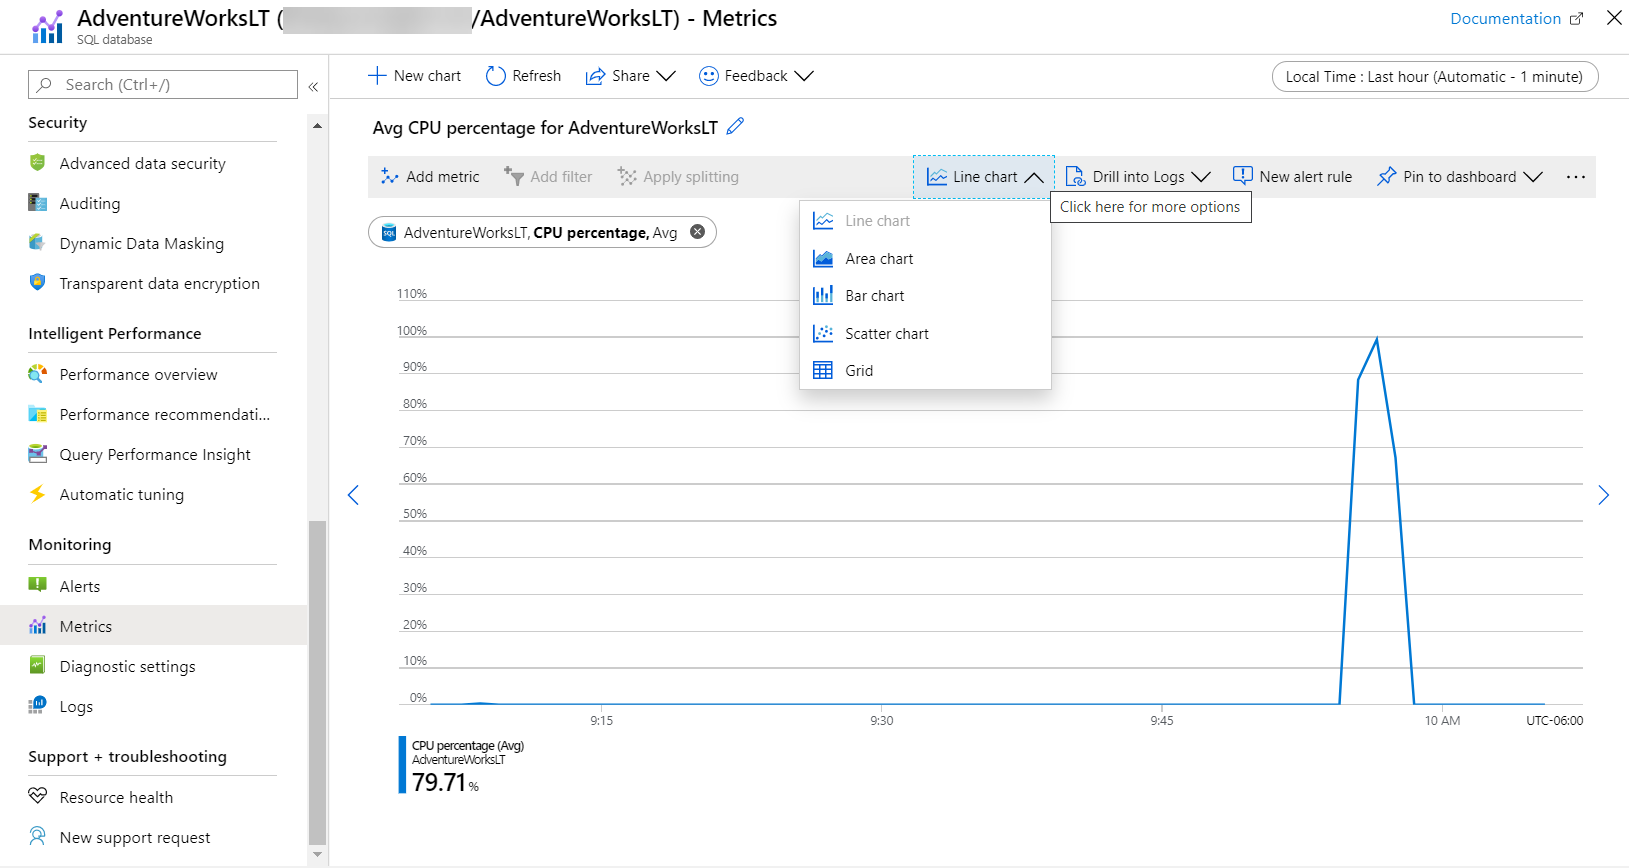 AdventureWorksLT ( /AdventureWorksLT) - Metrics
SQL database
Documentation
Search (Ctrl+/)
«
Security
Advanced data security
Auditing
Dynamic Data Masking
Transparent data encryption
Intelligent Performance
Performance overview
Performance recommendati...
Query Performance Insight
Automatic tuning
Monitoring
Alerts
Metrics
Diagnostic settings
Logs
Support + troubleshooting
Resource health
New support request
New chart
Refresh
Share
Feedback
Local Time : Last hour (Automatic - 1 minute)
Avg CPU percentage for AdventureWorksLT
Add metric
Add filter
Apply splitting
Line chart
Drill into Logs
New alert rule
Pin to dashboard
...
Click here for more options
SQL
AdventureWorksLT, CPU percentage, Avg
Line chart
Area chart
Bar chart
Scatter chart
Grid
110%
100%
90%
80%
70%
60%
50%
40%
30%
20%
10%
0%
9:15
9:30
9:45
10 AM
UTC-06:00
CPU percentage (Avg)
AdventureWorksLT
79.71 %